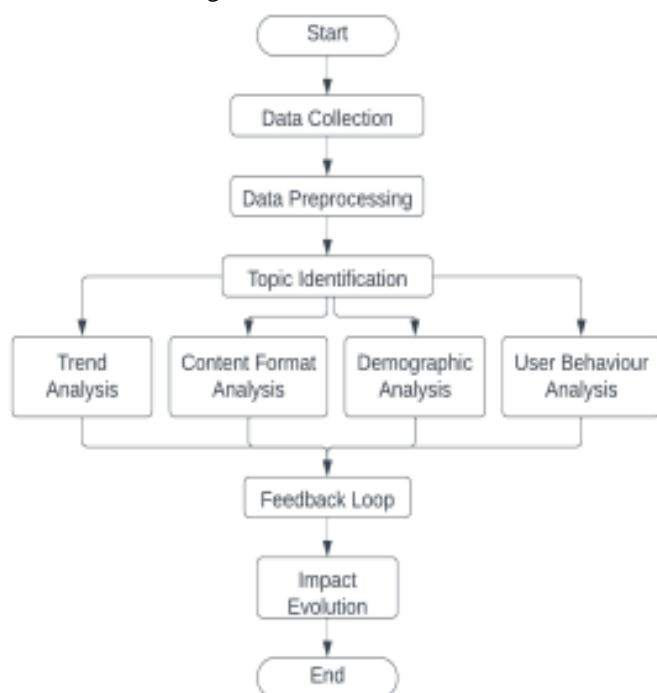 Start
Data Collection
Data Preprocessing
Topic Identification
Trend
Analysis
Content Format
Analysis
Demographic
Analysis
User Behaviour
Analysis
Feedback Loop
Impact
Evolution
End